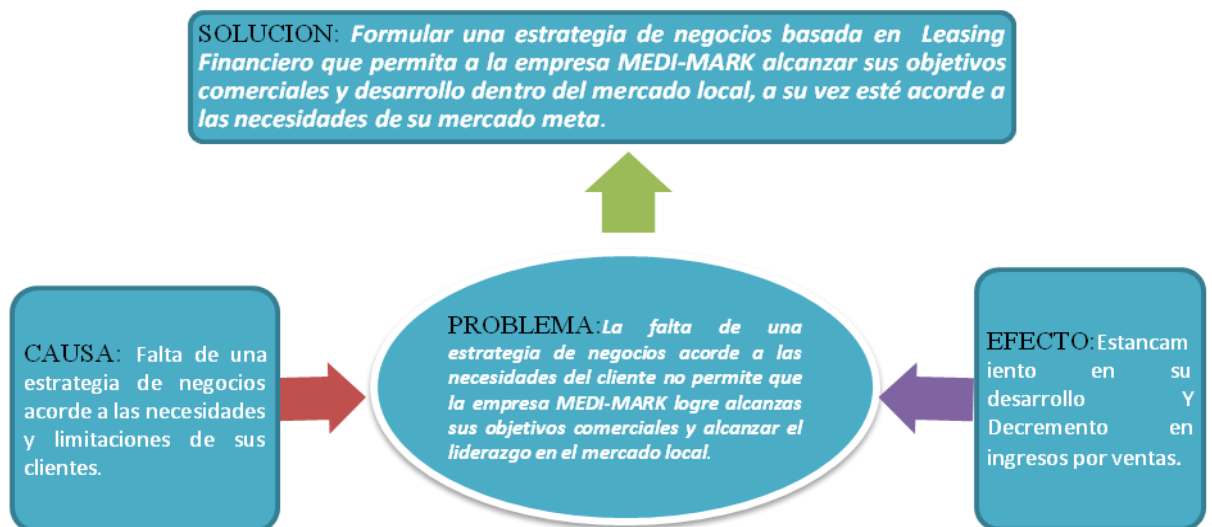 SOLUCION: Formular una estrategia de negocios basada en Leasing
Financiero que permita a la empresa MEDI-MARK alcanzar sus objetivos
comerciales y desarrollo dentro del mercado local, a su vez esté acorde a
las necesidades de su mercado meta.
CAUSA: Falta de una
estrategia de negocios
acorde a las necesidades
y limitaciones de sus
clientes.
PROBLEMA:La falta de una
estrategia de negocios acorde a las
necesidades del cliente no permite que
la empresa MEDI-MARK logre alcanzas
sus objetivos comerciales y alcanzar el
liderazgo en el mercado local.
EFECTO:Estancam
iento en su
desarrollo Y
Decremento en
ingresos por ventas.